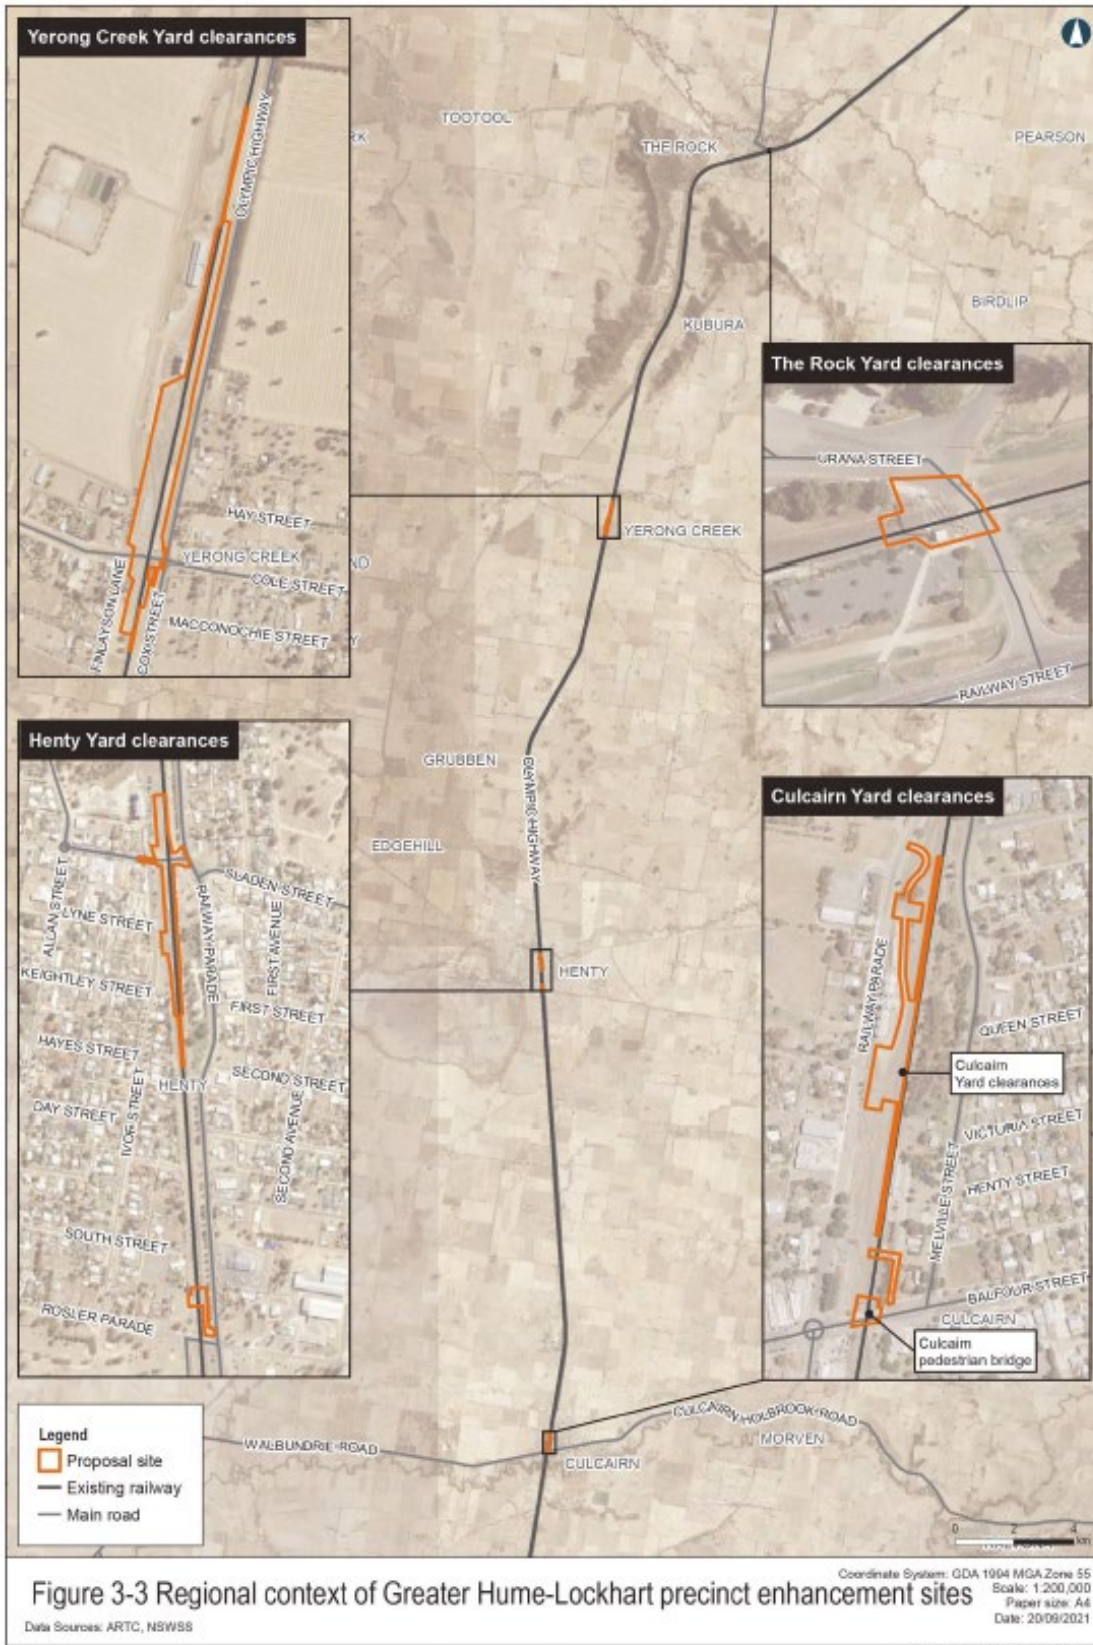 Yerong Creek Yard clearances
OLYMPIC HIGHWAY
HAY STREET
YERONG CREEK
COLE STREET
FINLAYSON LANE
COX STREET
MACCONOCHIE STREET
TOOTOOL
RK
THE ROCK
PEARSON
BIRDLIP
KUBURA
The Rock Yard clearances
URANA STREET
RAILWAY STREET
YERONG CREEK
ND
Y
Henty Yard clearances
ALLAN STREET
SLADEN STREET
LYNE STREET
RAILWAY PARADE
FIRST AVENUE
KEIGHTLEY STREET
FIRST STREET
HAYES STREET
HENTY
SECOND STREET
DAY STREET
IVOR STREET
SECOND AVENUE
SOUTH STREET
ROSLER PARADE
GRUBBEN
OLYMPIC HIGHWAY
EDGEHILL
HENTY
Culcairn Yard clearances
RAILWAY PARADE
QUEEN STREET
Culcairn
Yard clearances
VICTORIA STREET
MELVILLE STREET
HENTY STREET
BALFOUR STREET
CULCAIRN
Culcairn
pedestrian bridge
WALBUNDRIE ROAD
CULCAIRN HOLBROOK ROAD
MORVEN
CULCAIRN
Legend
Proposal site
Existing railway
Main road
0 2 4
km
Figure 3-3 Regional context of Greater Hume-Lockhart precinct enhancement sites
Data Sources: ARTC, NSWSS
Coordinate System: GDA 1994 MGA Zone 55
Scale: 1:200,000
Paper size: A4
Date: 20/09/2021